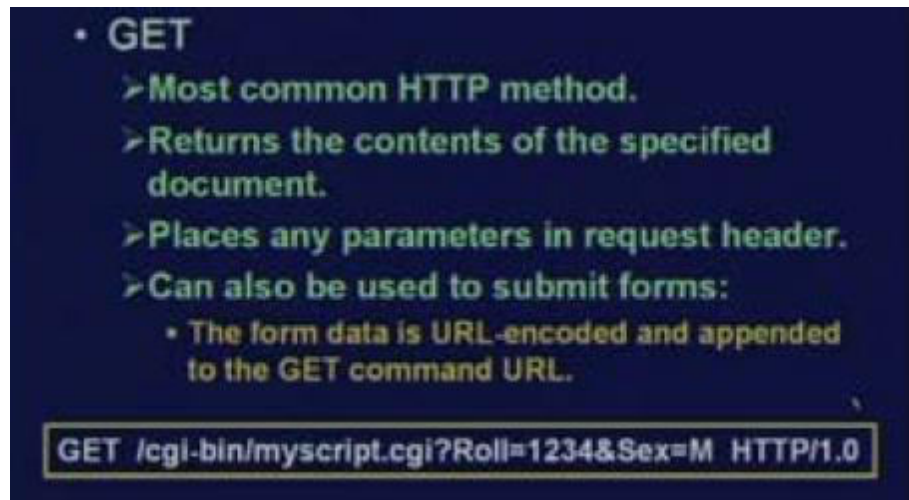 • GET
➢Most common HTTP method.
➢Returns the contents of the specified
document.
➢Places any parameters in request header.
➢Can also be used to submit forms:
• The form data is URL-encoded and appended
to the GET command URL.
GET /cgi-bin/myscript.cgi?Roll=1234&Sex=M HTTP/1.0